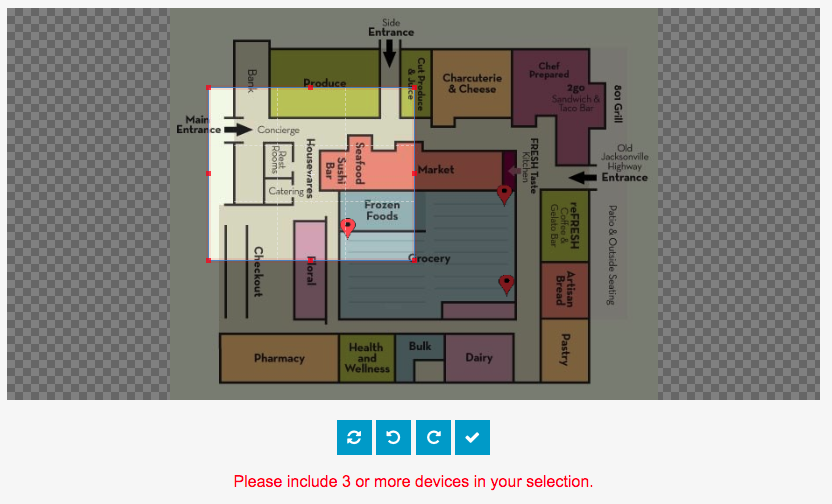 Side
Entrance
Bank
Produce
Cut Produce
& Juice
Charcuterie
& Cheese
Chef
Prepared
2go
Sandwich &
Taco Bar
801 Grill
Main
Entrance
Concierge
Rest
Rooms
Catering
Housewares
Sushi
Bar
Seafood
Market
FRESH Taste
Kitchen
Old
Jacksonville
Highway
Entrance
Frozen
Foods
reFRESH
Coffee &
Gelato Bar
Patio & Outside Seating
Checkout
Floral
Grocery
Artisan
Bread
Pharmacy
Health
and
Wellness
Bulk
Dairy
Pastry
Please include 3 or more devices in your selection.